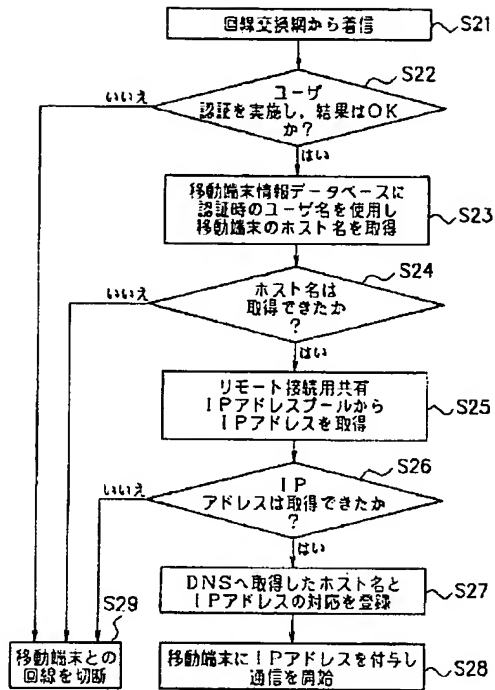 回線交換網から着信
S21
S22
ユーザ
認証を実施し、結果はOK
か?
いいえ
はい
移動端末情報データベースに
認証時のユーザ名を使用し
移動端末のホスト名を取得
S23
S24
いいえ
ホスト名は
取得できたか
?
はい
リモート接続用共有
IPアドレスプールから
IPアドレスを取得
S25
S26
いいえ
IP
アドレスは取得できたか
?
はい
DNSへ取得したホスト名と
IPアドレスの対応を登録
S27
S29
移動端末との
回線を切断
移動端末にIPアドレスを付与し
通信を開始
S28